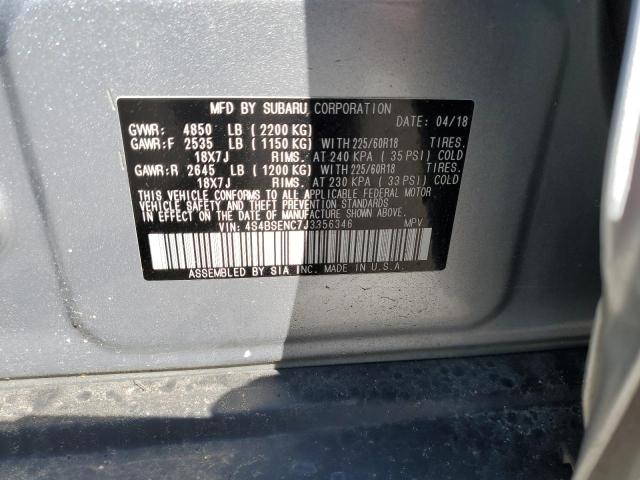 MFD BY SUBARU CORPORATION
DATE: 04/18
GVWR: 4850 LB (2200 KG)
GAWR:F 2535 LB (1150 KG) WITH 225/60R18 TIRES.
18X7J RIMS. AT 240 KPA (35 PSI) COLD
GAWR:R 2645 LB (1200 KG) WITH 225/60R18 TIRES.
18X7J RIMS. AT 230 KPA (33 PSI) COLD
THIS VEHICLE CONFORMS TO ALL APPLICABLE FEDERAL MOTOR
VEHICLE SAFETY AND THEFT PREVENTION STANDARDS IN
EFFECT ON THE DATE OF MANUFACTURE SHOWN ABOVE.
VIN: 4S4BSENC7J3356346 MPV
ASSEMBLED BY SIA INC. MADE IN U.S.A.